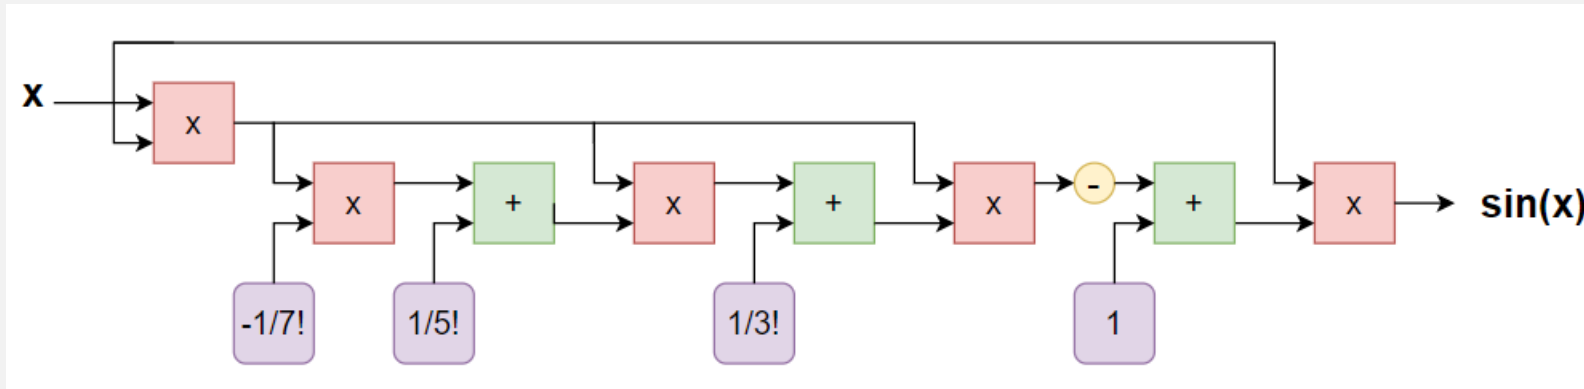 x
x
x
+
x
+
x
-
+
x
sin(x)
-1/7!
1/5!
1/3!
1